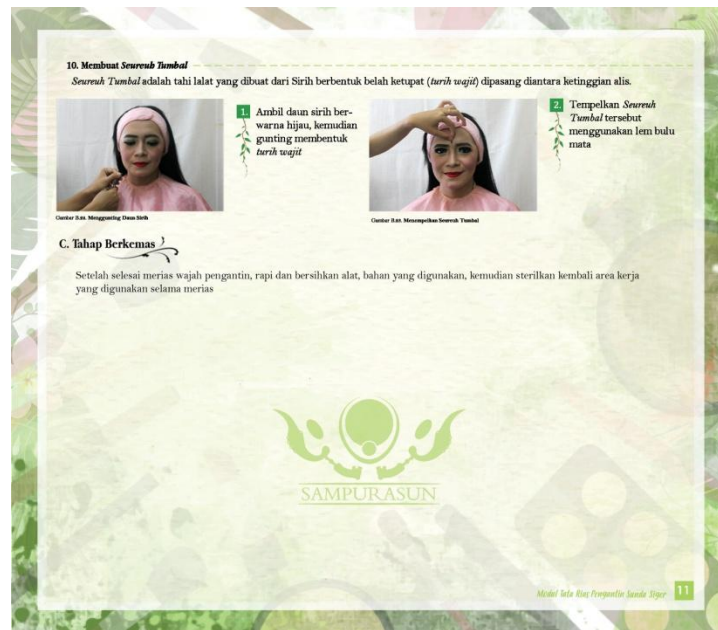 10. Membuat Seureuh Tumbal
Seureuh Tumbal adalah tahi lalat yang dibuat dari Sirih berbentuk belah ketupat (turih wajit) dipasang diantara ketinggian alis.
1. Ambil daun sirih ber-
warna hijau, kemudian
gunting membentuk
turih wajit
2. Tempelkan Seureuh
Tumbal tersebut
menggunakan lem bulu
mata
Menggunting Daun Sirih
Menempelkan Seureuh Tumbal
C. Tahap Berkemas
Setelah selesai merias wajah pengantin, rapi dan bersihkan alat, bahan yang digunakan, kemudian sterilkan kembali area kerja
yang digunakan selama merias
SAMPURASUN
Modul Tata Rias Pengantin Sunda Siger 11